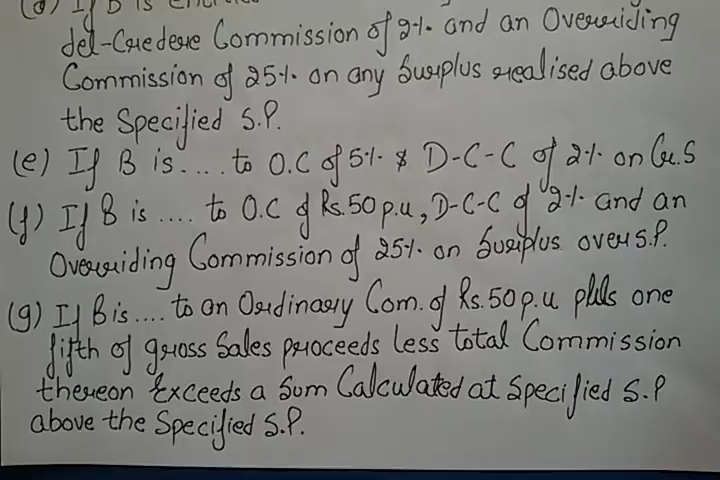 (d) If B is
del-Credere Commission of 2%. and an Overriding
Commission of 25%. on any Surplus realised above
the Specified S.P.
(e) If B is.... to O.C of 5%. & D-C-C of 2%. on Cr.S
(f) If B is .... to O.C of Rs.50 p.u, D-C-C of 2%. and an
Overriding Commission of 25%. on Surplus over S.P.
(g) If B is.... to an Ordinary Com. of Rs.50 p.u plus one
fifth of gross Sales proceeds Less total Commission
thereon Exceeds a Sum Calculated at Specified S.P
above the Specified S.P.